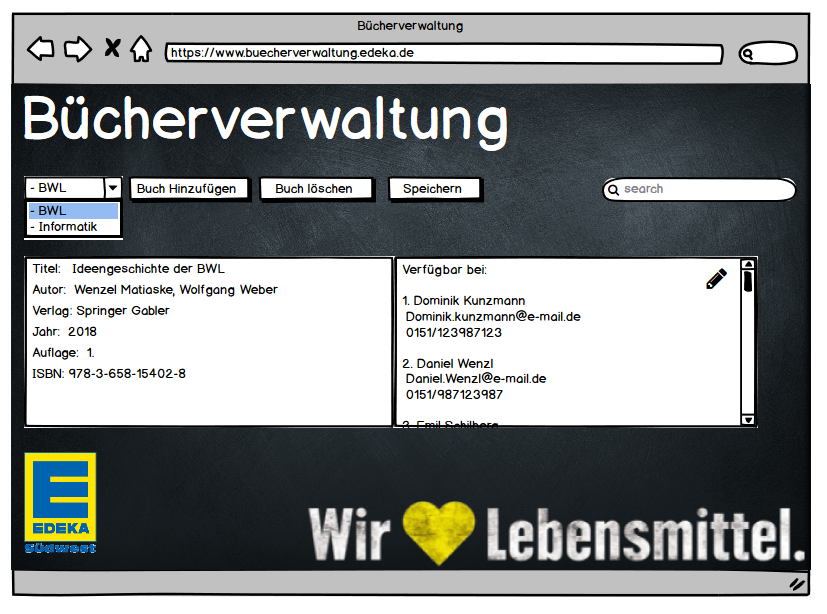 Bücherverwaltung
https://www.buecherverwaltung.edeka.de
Bücherverwaltung
- BWL
Buch Hinzufügen
Buch löschen
Speichern
search
- BWL
- Informatik
Titel: Ideengeschichte der BWL
Autor: Wenzel Matiaske, Wolfgang Weber
Verlag: Springer Gabler
Jahr: 2018
Auflage: 1.
ISBN: 978-3-658-15402-8
Verfügbar bei:
1. Dominik Kunzmann
Dominik.kunzmann@e-mail.de
0151/123987123
2. Daniel Wenzl
Daniel.Wenzl@e-mail.de
0151/987123987
3. Emil Schilberg
EDEKA
Südwest
Wir Lebensmittel.